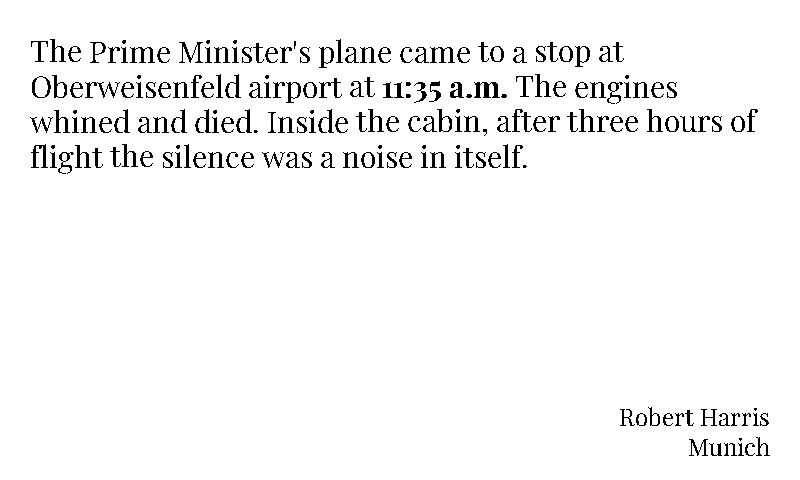 The Prime Minister's plane came to a stop at
Oberweisenfeld airport at 11:35 a.m. The engines
whined and died. Inside the cabin, after three hours of
flight the silence was a noise in itself.
Robert Harris
Munich